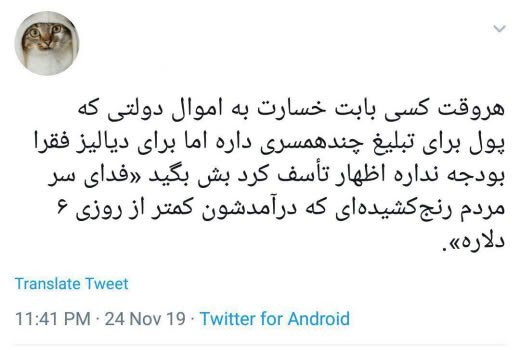 هروقت کسی بابت خسارت به اموال دولتی که
پول برای تبلیغ چندهمسری داره اما برای دیالیز فقرا
بودجه نداره اظهار تأسف کرد بش بگید «فدای سر
مردم رنج‌کشیده‌ای که درآمدشون کمتر از روزی ۶
دلاره».
Translate Tweet
11:41 PM · 24 Nov 19 · Twitter for Android